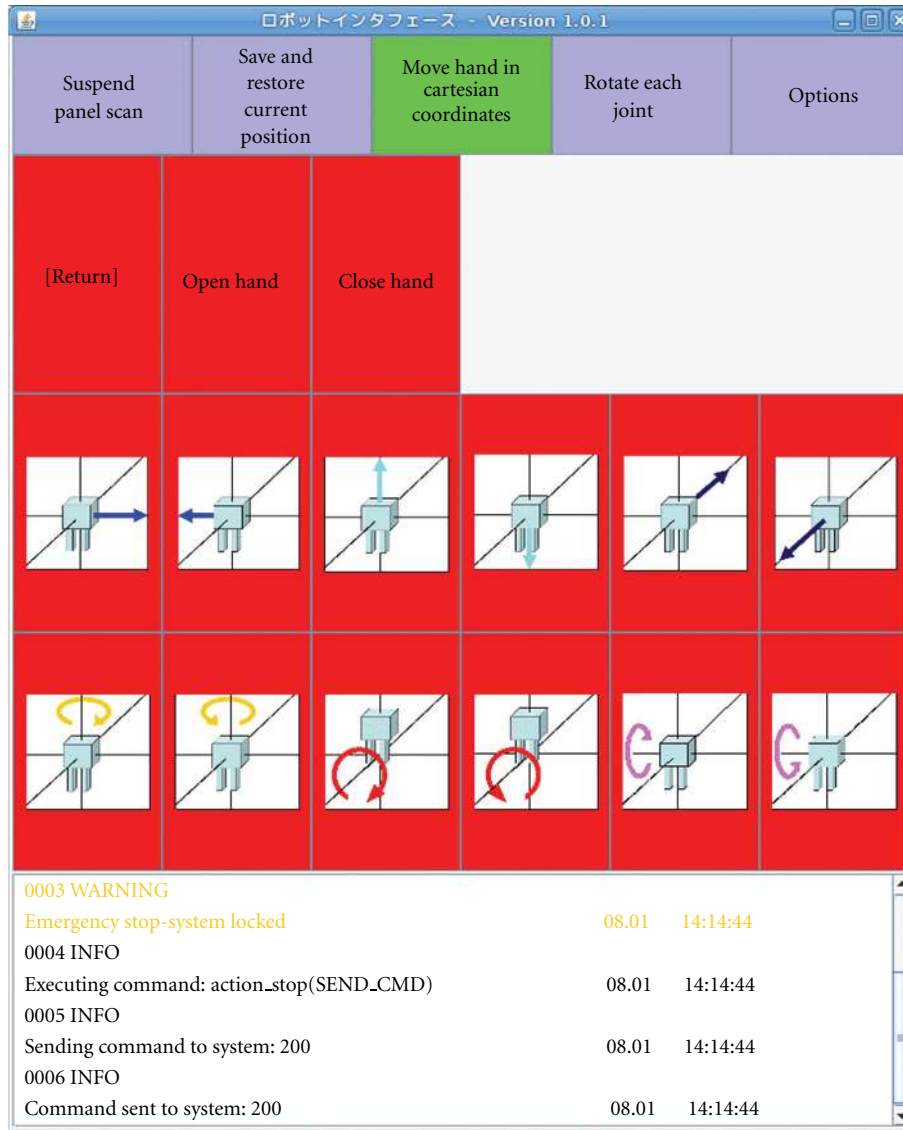 ロボットインタフェース - Version 1.0.1
Suspend
panel scan
Save and
restore
current
position
Move hand in
cartesian
coordinates
Rotate each
joint
Options
[Return]
Open hand
Close hand
0003 WARNING
Emergency stop-system locked 08.01 14:14:44
0004 INFO
Executing command: action_stop(SEND_CMD) 08.01 14:14:44
0005 INFO
Sending command to system: 200 08.01 14:14:44
0006 INFO
Command sent to system: 200 08.01 14:14:44